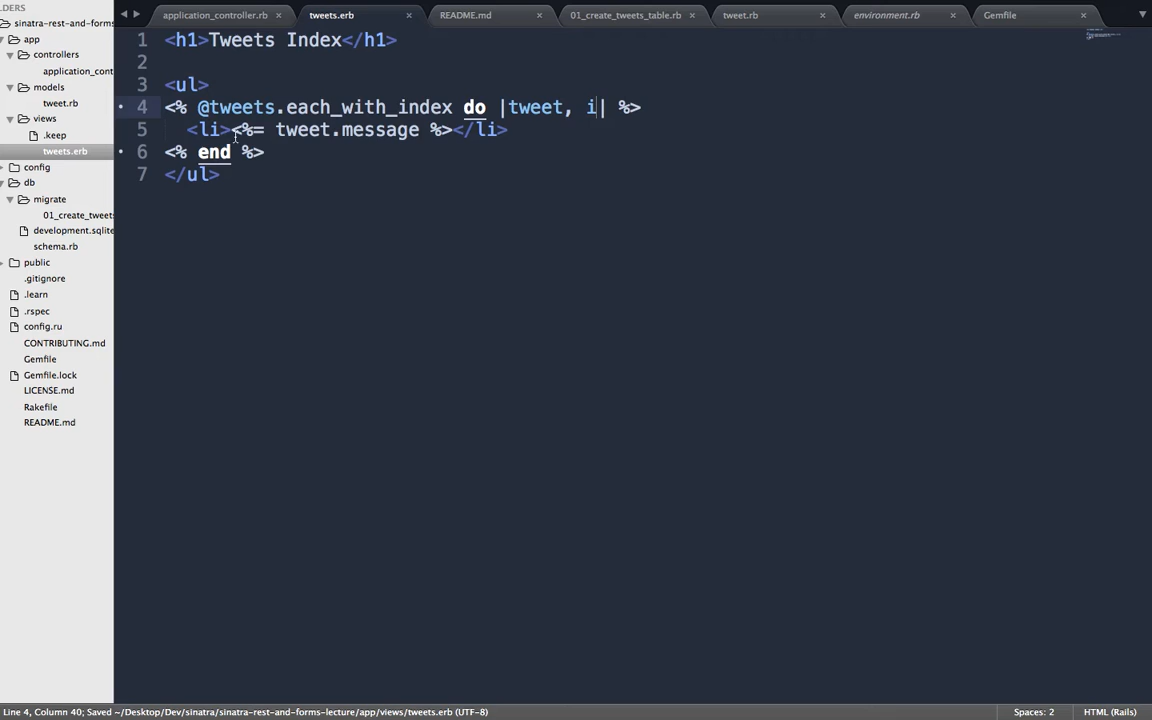 application_controller.rb
tweets.erb
README.md
01_create_tweets_table.rb
tweet.rb
environment.rb
Gemfile
LDERS
sinatra-rest-and-forms
app
controllers
application_cont
models
tweet.rb
views
.keep
tweets.erb
config
db
migrate
01_create_tweets
development.sqlite
schema.rb
public
.gitignore
.learn
.rspec
config.ru
CONTRIBUTING.md
Gemfile
Gemfile.lock
LICENSE.md
Rakefile
README.md
1 <h1>Tweets Index</h1>
2
3 <ul>
4 <% @tweets.each_with_index do |tweet, i| %>
5 <li><%= tweet.message %></li>
6 <% end %>
7 </ul>
Line 4, Column 40; Saved ~/Desktop/Dev/sinatra/sinatra-rest-and-forms-lecture/app/views/tweets.erb (UTF-8)
Spaces: 2
HTML (Rails)